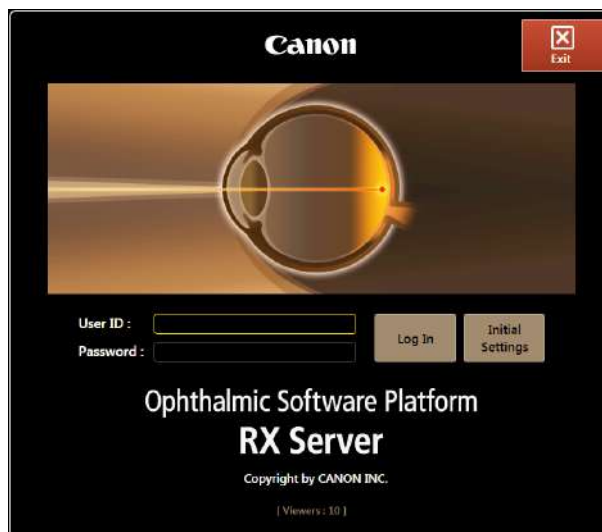 Canon
Exit
User ID :
Password :
Log In
Initial
Settings
Ophthalmic Software Platform
RX Server
Copyright by CANON INC.
[ Viewers : 10 ]